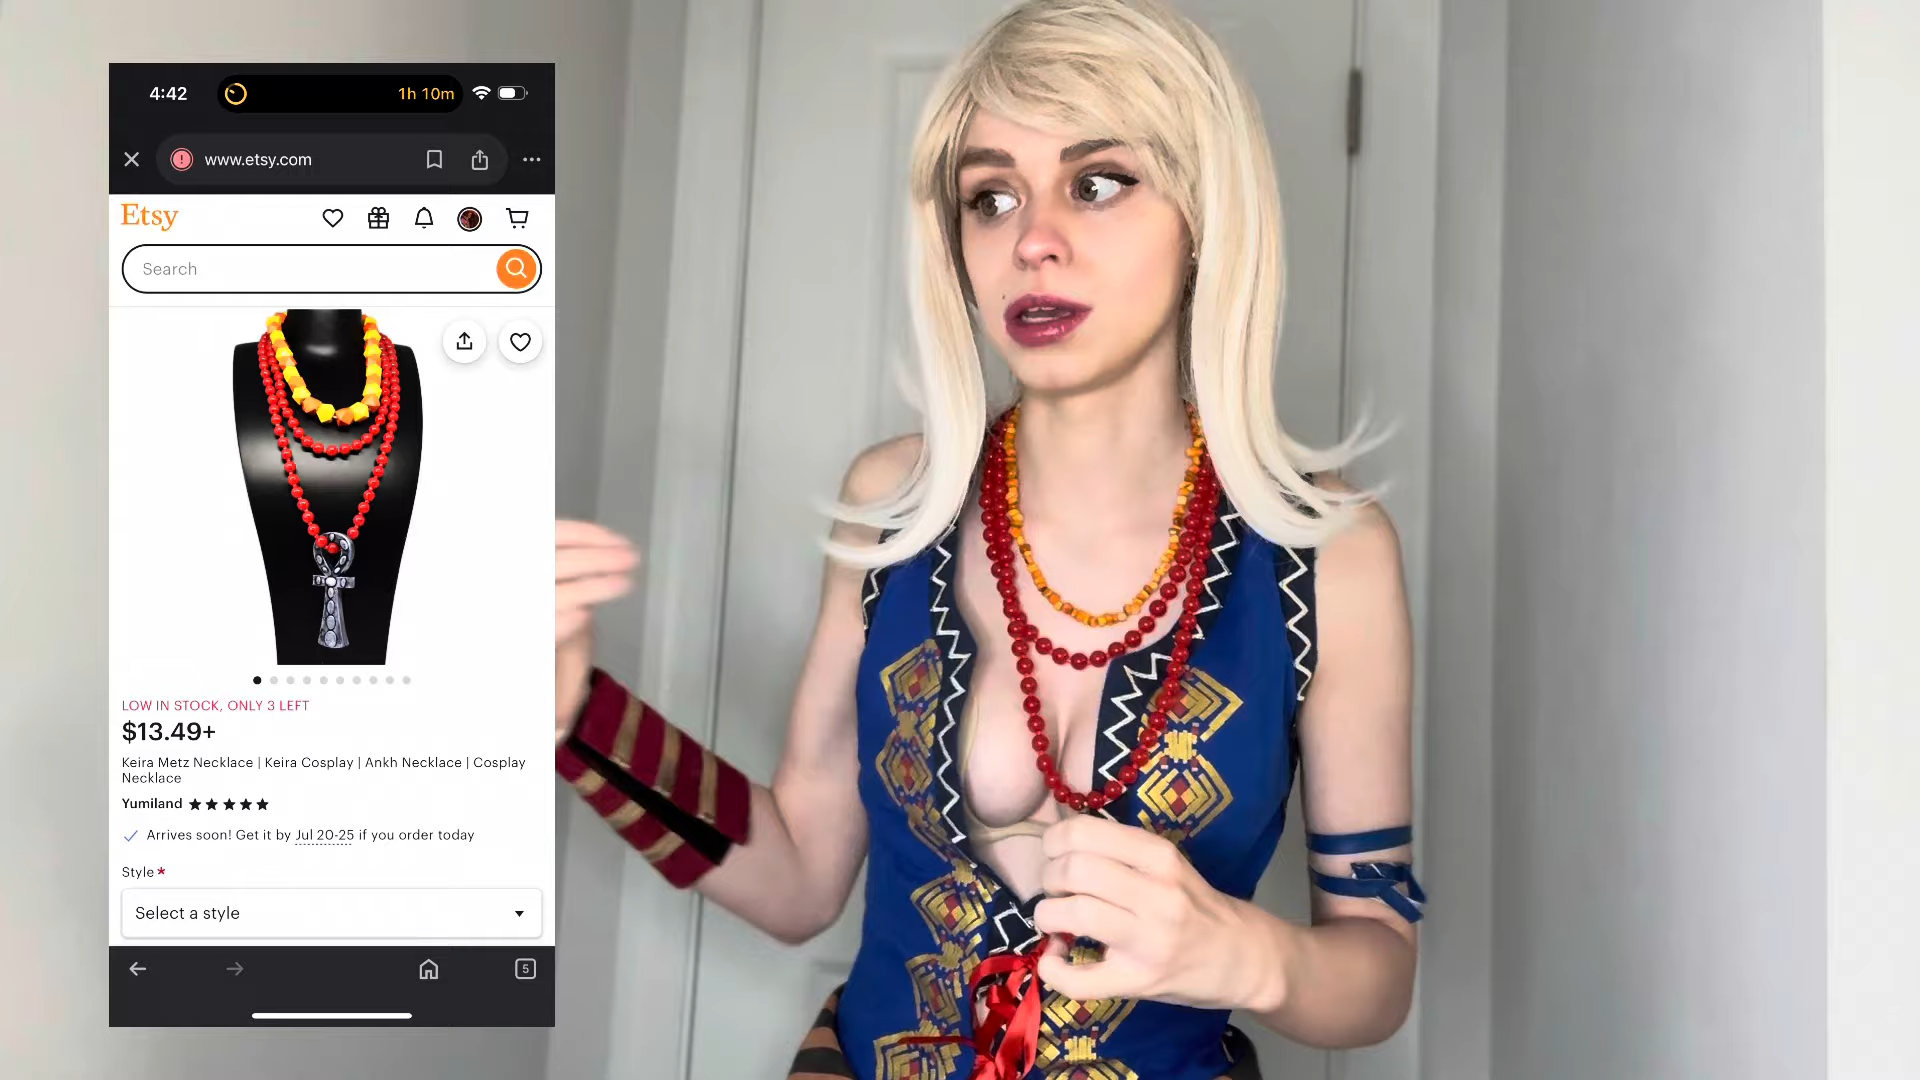 4:42
1h 10m
www.etsy.com
Etsy
Search
LOW IN STOCK, ONLY 3 LEFT
$13.49+
Keira Metz Necklace | Keira Cosplay | Ankh Necklace | Cosplay
Necklace
Yumiland ★★★★★
Arrives soon! Get it by Jul 20-25 if you order today
Style *
Select a style
5